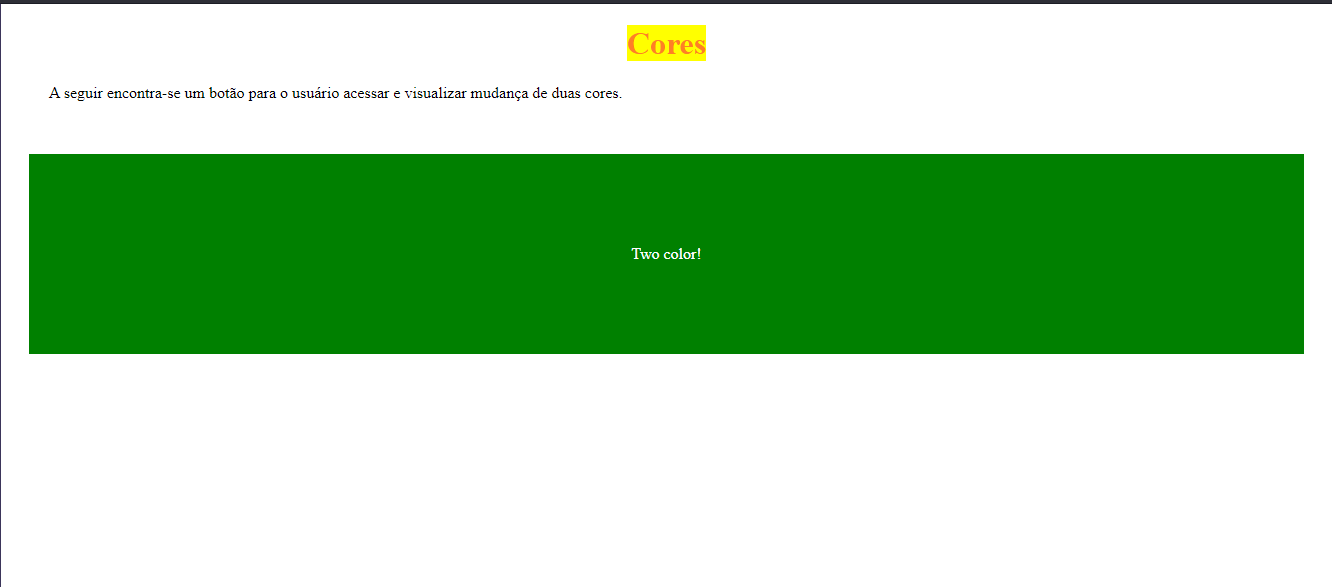 Cores
A seguir encontra-se um botão para o usuário acessar e visualizar mudança de duas cores.
Two color!